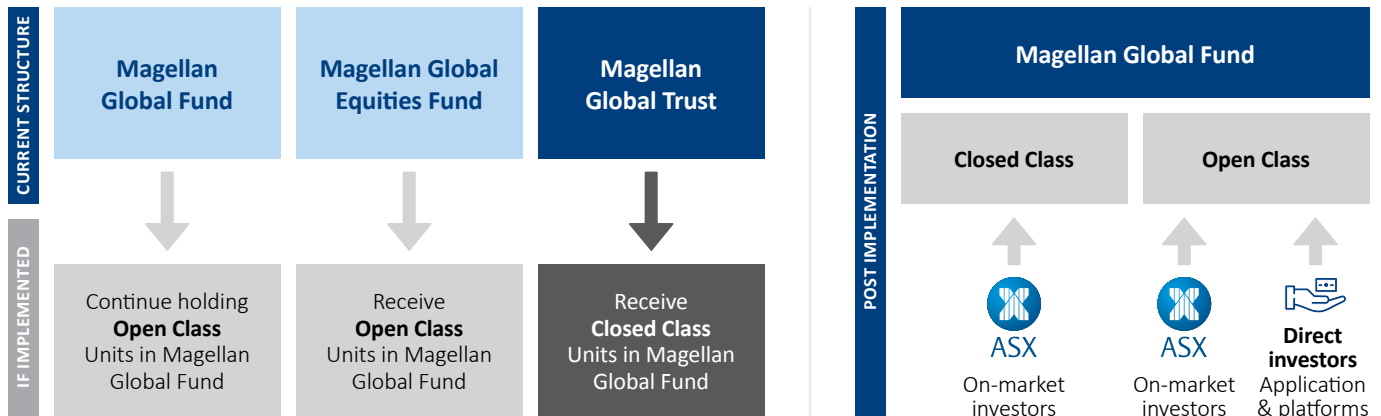 CURRENT STRUCTURE
Magellan
Global Fund
Magellan Global
Equities Fund
Magellan
Global Trust
IF IMPLEMENTED
Continue holding
Open Class
Units in Magellan
Global Fund
Receive
Open Class
Units in Magellan
Global Fund
Receive
Closed Class
Units in Magellan
Global Fund
POST IMPLEMENTATION
Magellan Global Fund
Closed Class
Open Class
ASX
On-market
investors
ASX
On-market
investors
Direct
investors
Application
& platforms